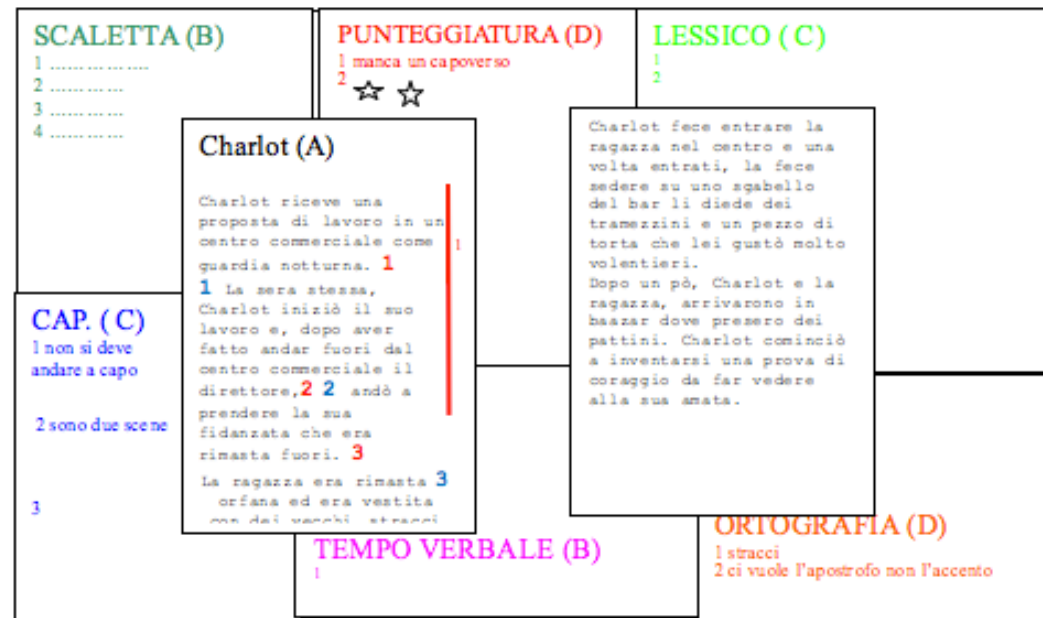 SCALETTA (B)
1 ..................
2 ...............
3 ...............
4 ...............
PUNTEGGIATURA (D)
1 manca un capoverso
2
LESSICO ( C)
1
2
Charlot (A)
Charlot riceve una
proposta di lavoro in un
centro commerciale come 1
guardia notturna. 1
1 La sera stessa,
Charlot iniziò il suo
lavoro e, dopo aver
fatto andar fuori dal
centro commerciale il
direttore,2 2 andò a
prendere la sua
fidanzata che era
rimasta fuori. 3
La ragazza era rimasta 3
orfana ed era vestita
con dei vecchi stracci
Charlot fece entrare la
ragazza nel centro e una
volta entrati, la fece
sedere su uno sgabello
del bar li diede dei
tramezzini e un pezzo di
torta che lei gustò molto
volentieri.
Dopo un pò, Charlot e la
ragazza, arrivarono in
baazar dove presero dei
pattini. Charlot cominciò
a inventarsi una prova di
coraggio da far vedere
alla sua amata.
CAP. ( C)
1 non si deve
andare a capo
2 sono due scene
3
TEMPO VERBALE (B)
1
ORTOGRAFIA (D)
1 stracci
2 ci vuole l'apostrofo non l'accento